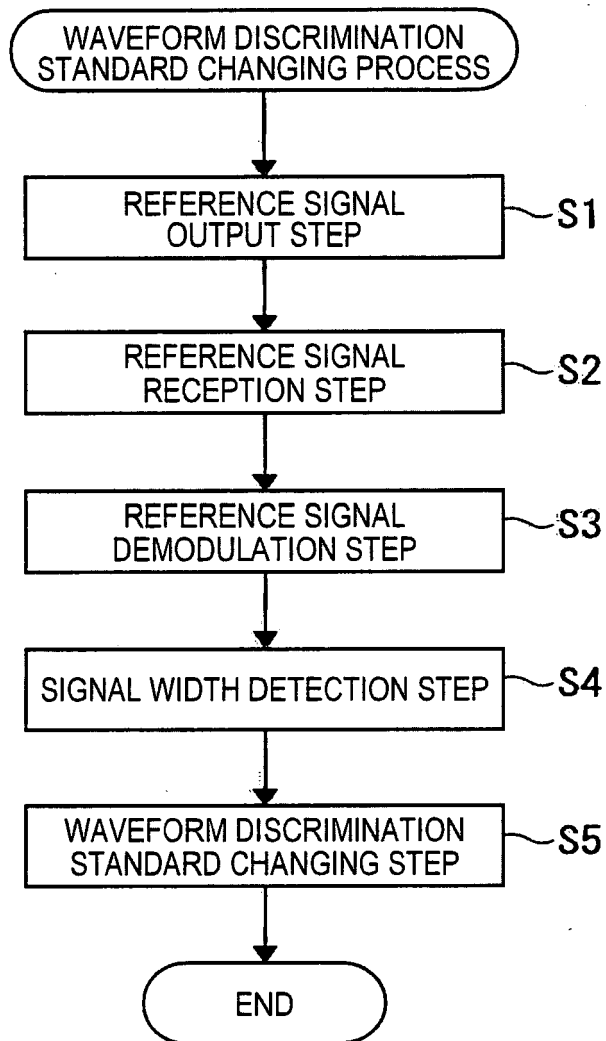 WAVEFORM DISCRIMINATION
STANDARD CHANGING PROCESS
REFERENCE SIGNAL
OUTPUT STEP
S1
REFERENCE SIGNAL
RECEPTION STEP
S2
REFERENCE SIGNAL
DEMODULATION STEP
S3
SIGNAL WIDTH DETECTION STEP
S4
WAVEFORM DISCRIMINATION
STANDARD CHANGING STEP
S5
END